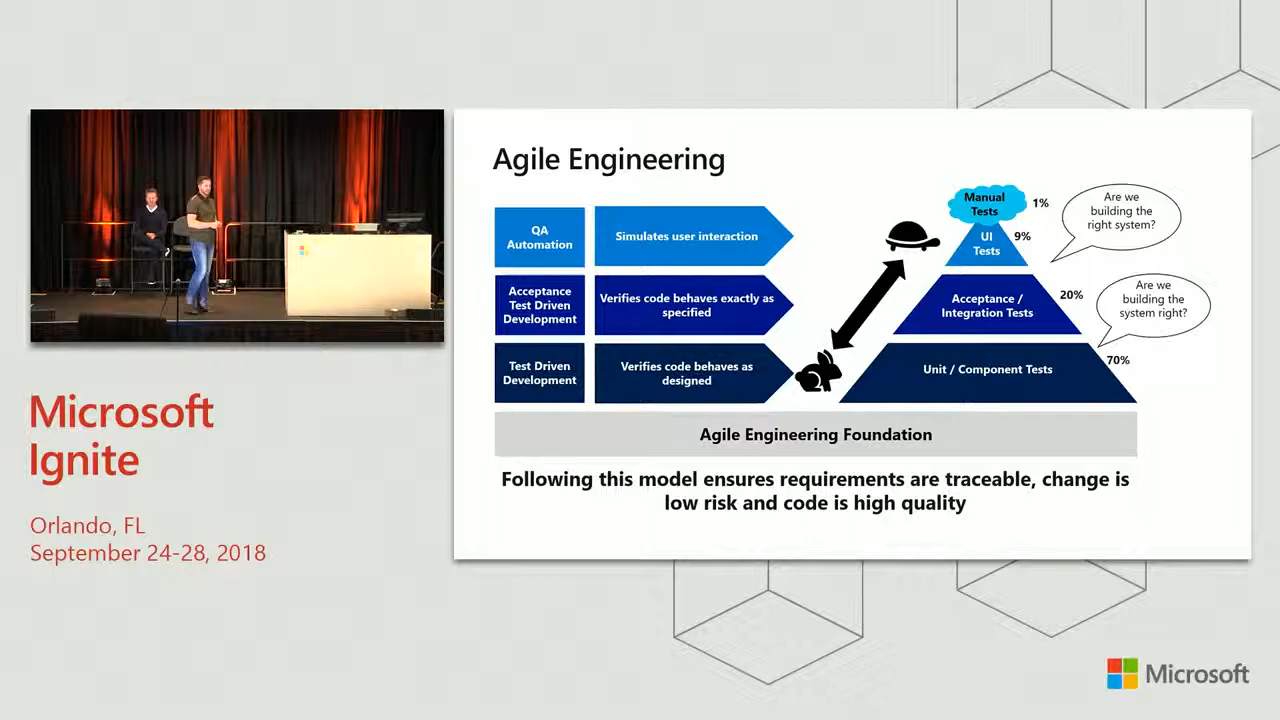 Agile Engineering
QA
Automation
Simulates user interaction
Acceptance
Test Driven
Development
Verifies code behaves exactly as
specified
Test Driven
Development
Verifies code behaves as
designed
Manual
Tests
1%
UI
Tests
9%
Acceptance /
Integration Tests
20%
Unit / Component Tests
70%
Are we
building the
right system?
Are we
building the
system right?
Agile Engineering Foundation
Following this model ensures requirements are traceable, change is
low risk and code is high quality
Microsoft
Ignite
Orlando, FL
September 24-28, 2018
Microsoft